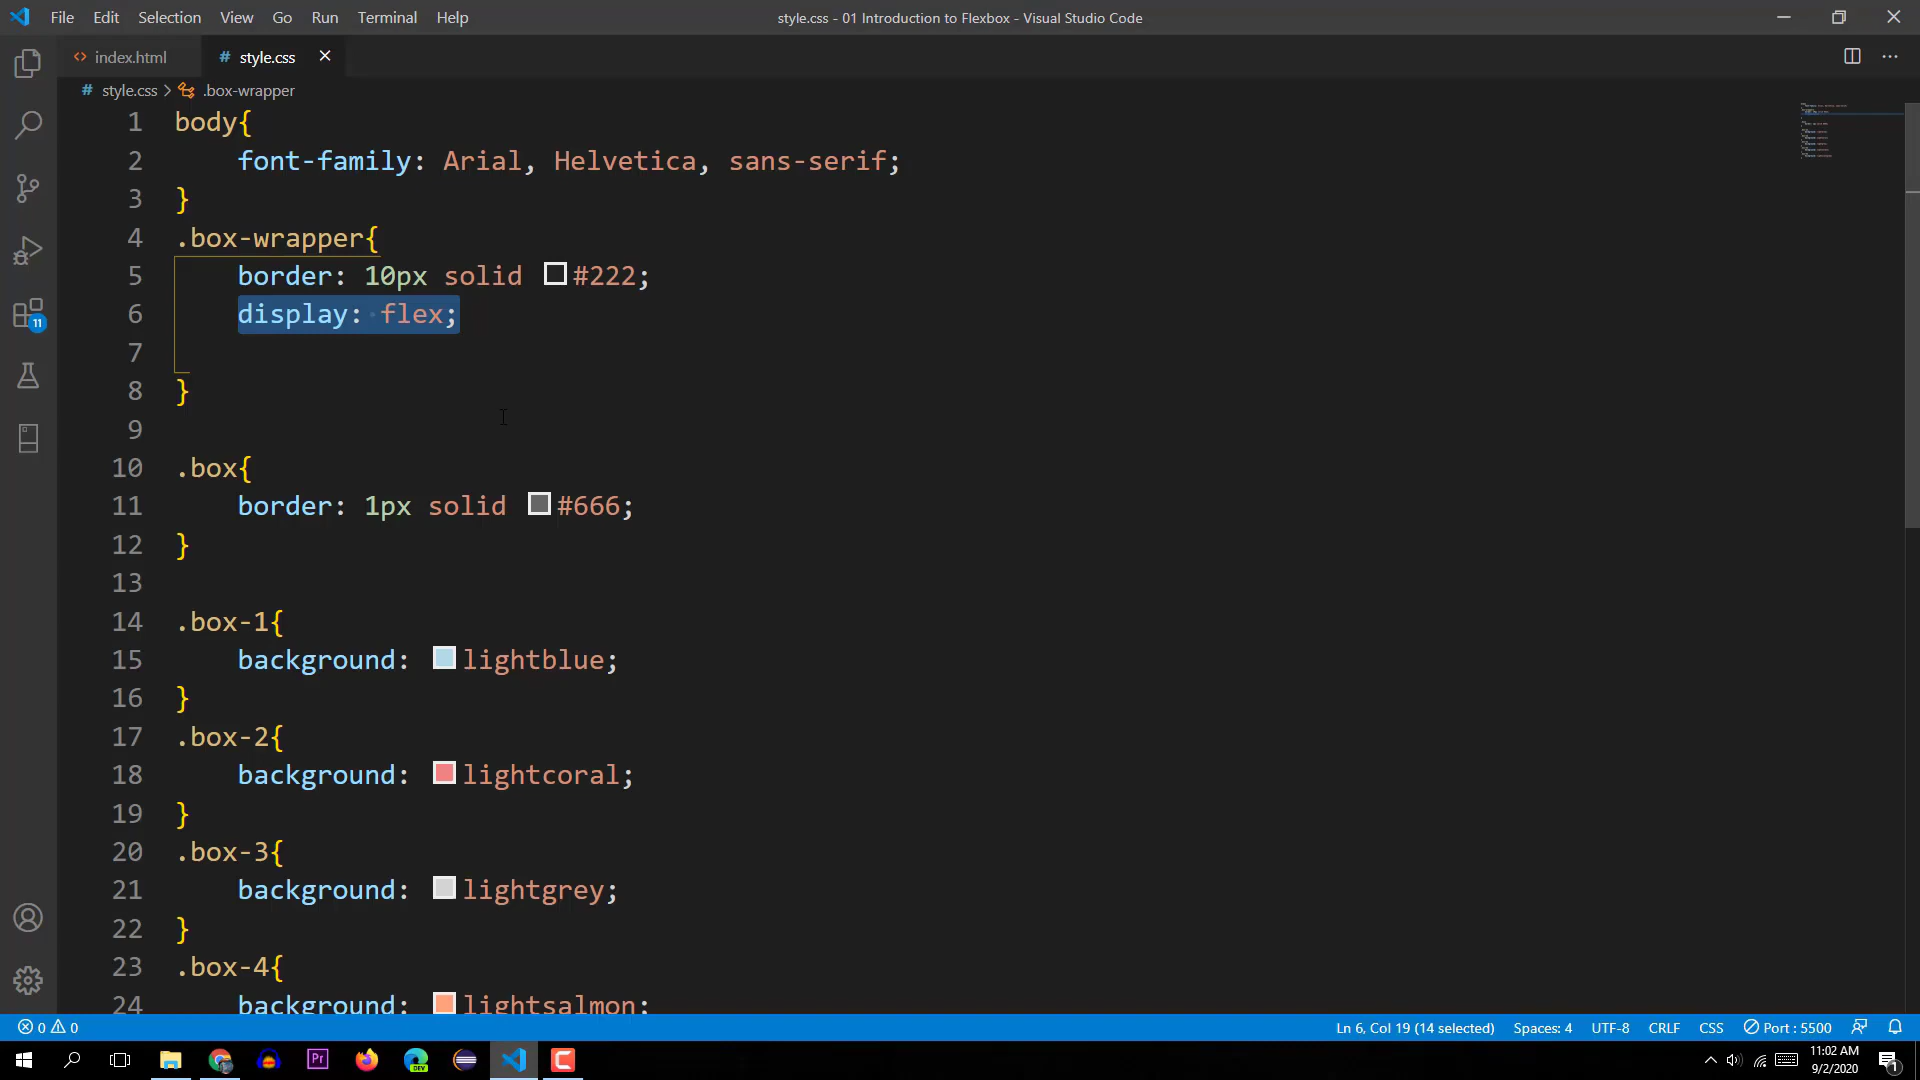 File Edit Selection View Go Run Terminal Help
style.css - 01 Introduction to Flexbox - Visual Studio Code
index.html
# style.css
# style.css > .box-wrapper
1 body{
2 font-family: Arial, Helvetica, sans-serif;
3 }
4 .box-wrapper{
5 border: 10px solid #222;
6 display: flex;
7
8 }
9
10 .box{
11 border: 1px solid #666;
12 }
13
14 .box-1{
15 background: lightblue;
16 }
17 .box-2{
18 background: lightcoral;
19 }
20 .box-3{
21 background: lightgrey;
22 }
23 .box-4{
24 background: lightsalmon;
11
0 0
Ln 6, Col 19 (14 selected) Spaces: 4 UTF-8 CRLF CSS Port : 5500
Pr
DEV
11:02 AM
9/2/2020
1